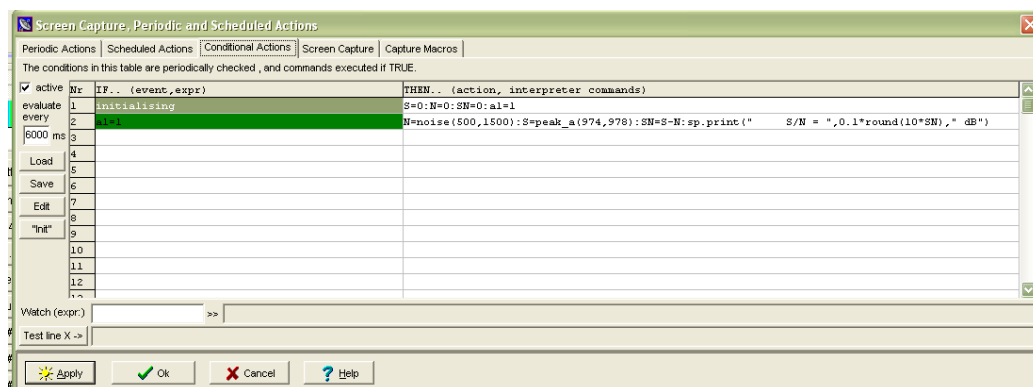 Screen Capture, Periodic and Scheduled Actions
Periodic Actions Scheduled Actions Conditional Actions Screen Capture Capture Macros
The conditions in this table are periodically checked , and commands executed if TRUE.
active Nr IF.. (event,expr) THEN.. (action, interpreter commands)
evaluate 1 initialising S=0:N=0:SN=0:a1=1
every 2 a1=1 N=noise(500,1500):S=peak_a(974,978):SN=S-N:sp.print("      S/N = ",0.1*round(10*SN)," dB")
6000 ms 3
Load 4
5
Save 6
Edit 7
8
"Init" 9
10
11
12
Watch (expr:) >>
Test line X ->
Apply Ok Cancel ? Help